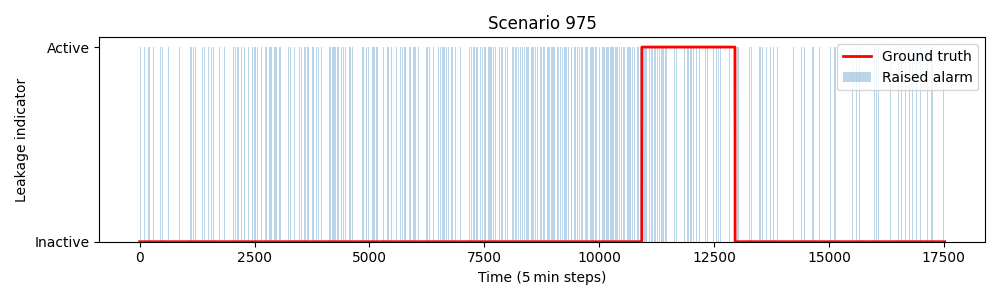 Scenario 975
Leakage indicator
Active
Inactive
Ground truth
Raised alarm
0
2500
5000
7500
10000
12500
15000
17500
Time (5 min steps)